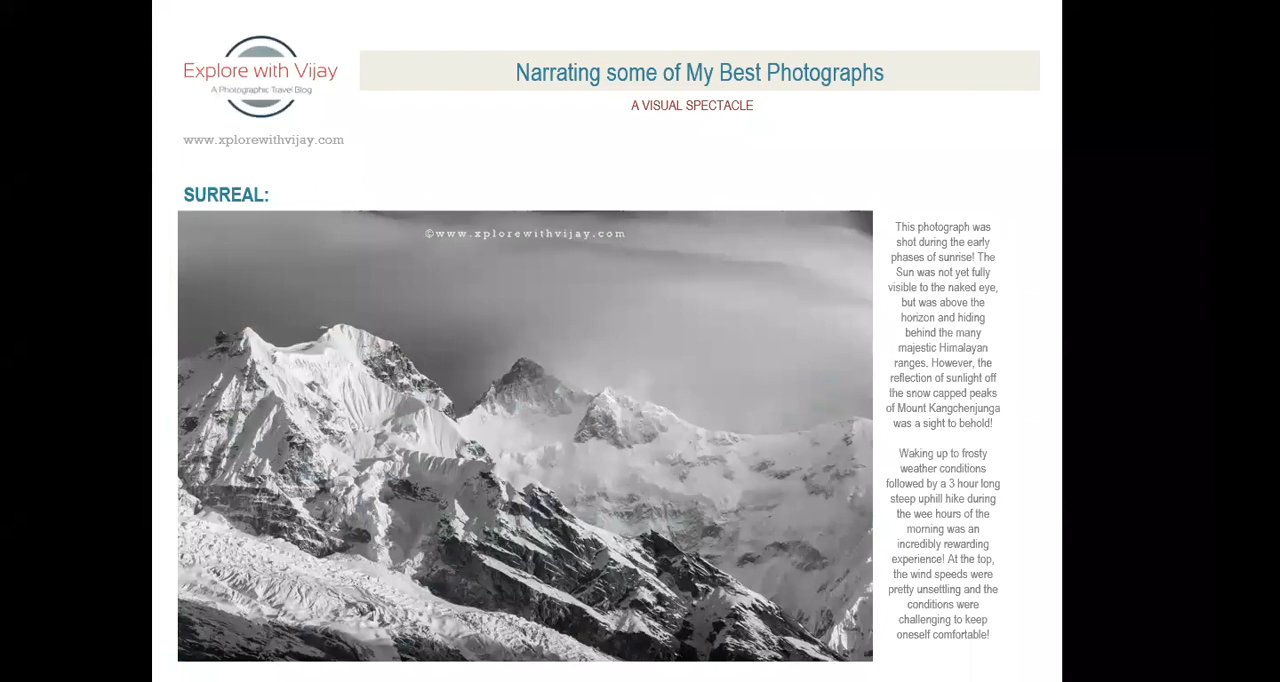 Explore with Vijay
A Photographic Travel Blog
www.xplorewithvijay.com
Narrating some of My Best Photographs
A VISUAL SPECTACLE
SURREAL:
©www.xplorewithvijay.com
This photograph was
shot during the early
phases of sunrise! The
Sun was not yet fully
visible to the naked eye,
but was above the
horizon and hiding
behind the many
majestic Himalayan
ranges. However, the
reflection of sunlight off
the snow capped peaks
of Mount Kangchenjunga
was a sight to behold!
Waking up to frosty
weather conditions
followed by a 3 hour long
steep uphill hike during
the wee hours of the
morning was an
incredibly rewarding
experience! At the top,
the wind speeds were
pretty unsettling and the
conditions were
challenging to keep
oneself comfortable!